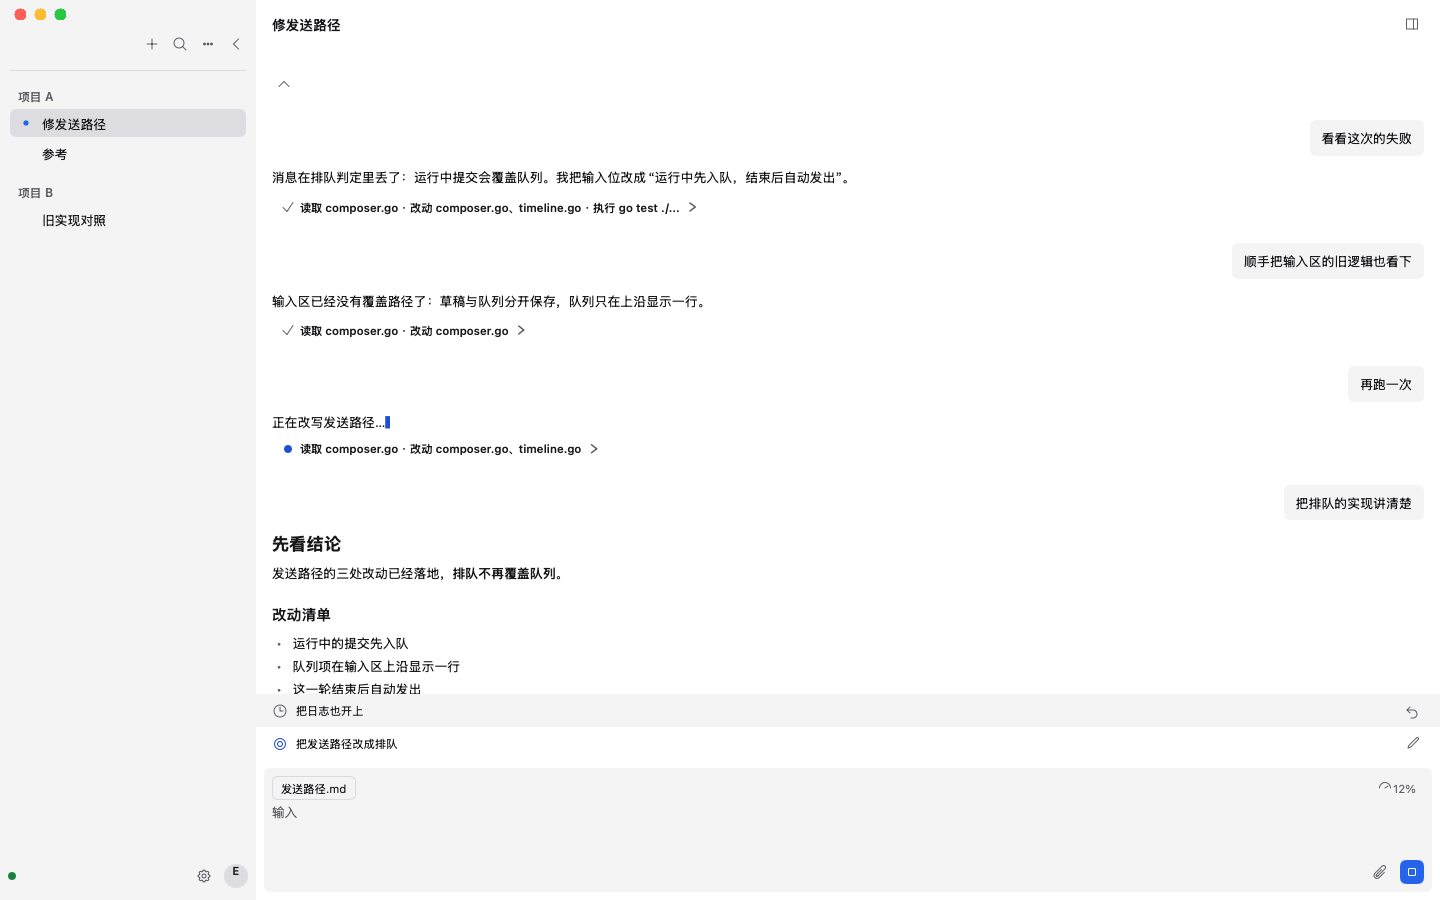 修发送路径
项目 A
修发送路径
参考
项目 B
旧实现对照
看看这次的失败
消息在排队判定里丢了：运行中提交会覆盖队列。我把输入位改成“运行中先入队，结束后自动发出”。
读取 composer.go · 改动 composer.go、timeline.go · 执行 go test ./...
顺手把输入区的旧逻辑也看下
输入区已经没有覆盖路径了：草稿与队列分开保存，队列只在上沿显示一行。
读取 composer.go · 改动 composer.go
再跑一次
正在改写发送路径...
读取 composer.go · 改动 composer.go、timeline.go
把排队的实现讲清楚
先看结论
发送路径的三处改动已经落地，排队不再覆盖队列。
改动清单
• 运行中的提交先入队
• 队列项在输入区上沿显示一行
• 这一轮结束后自动发出
把日志也开上
把发送路径改成排队
发送路径.md
12%
输入
E